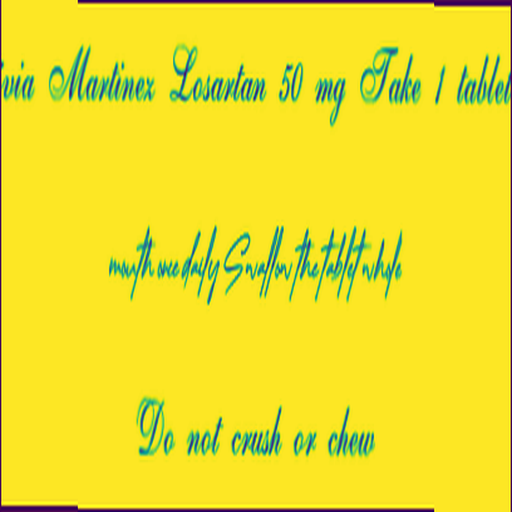 via Martinez Losartan 50 mg Take 1 tablet
mouth once daily Swallow the tablet whole
Do not crush or chew